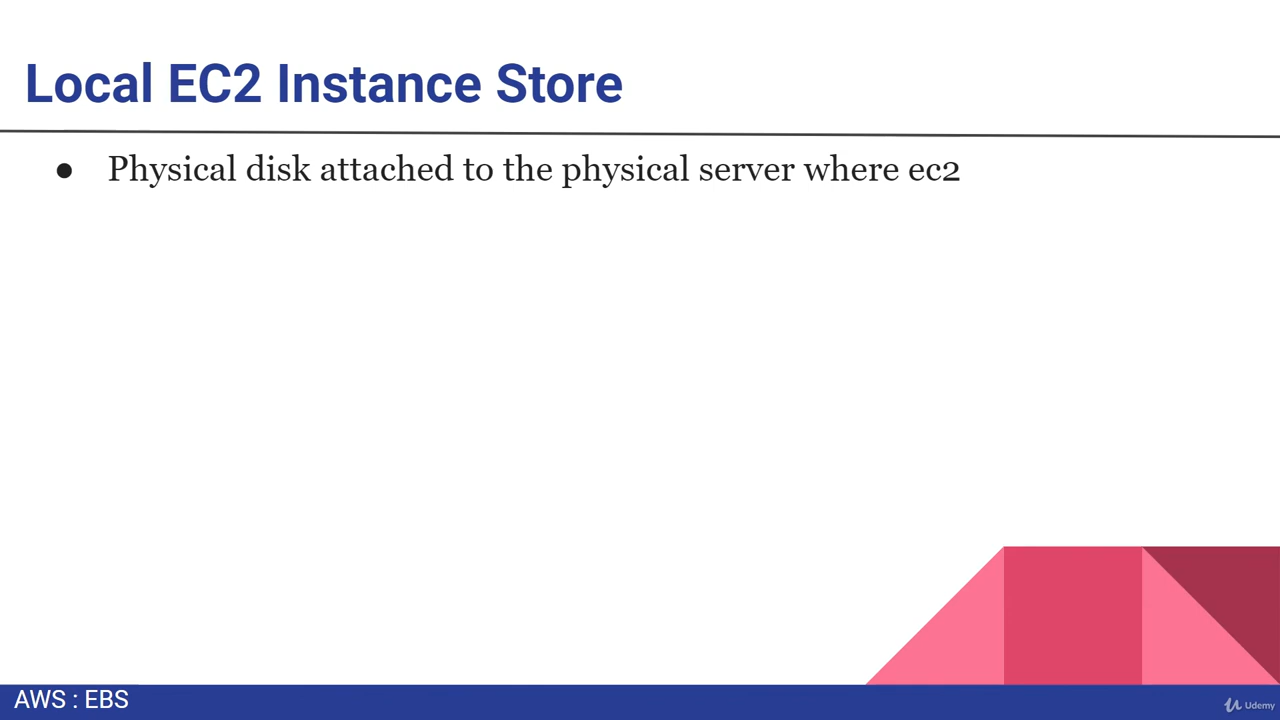 Local EC2 Instance Store
● Physical disk attached to the physical server where ec2
AWS : EBS
Udemy